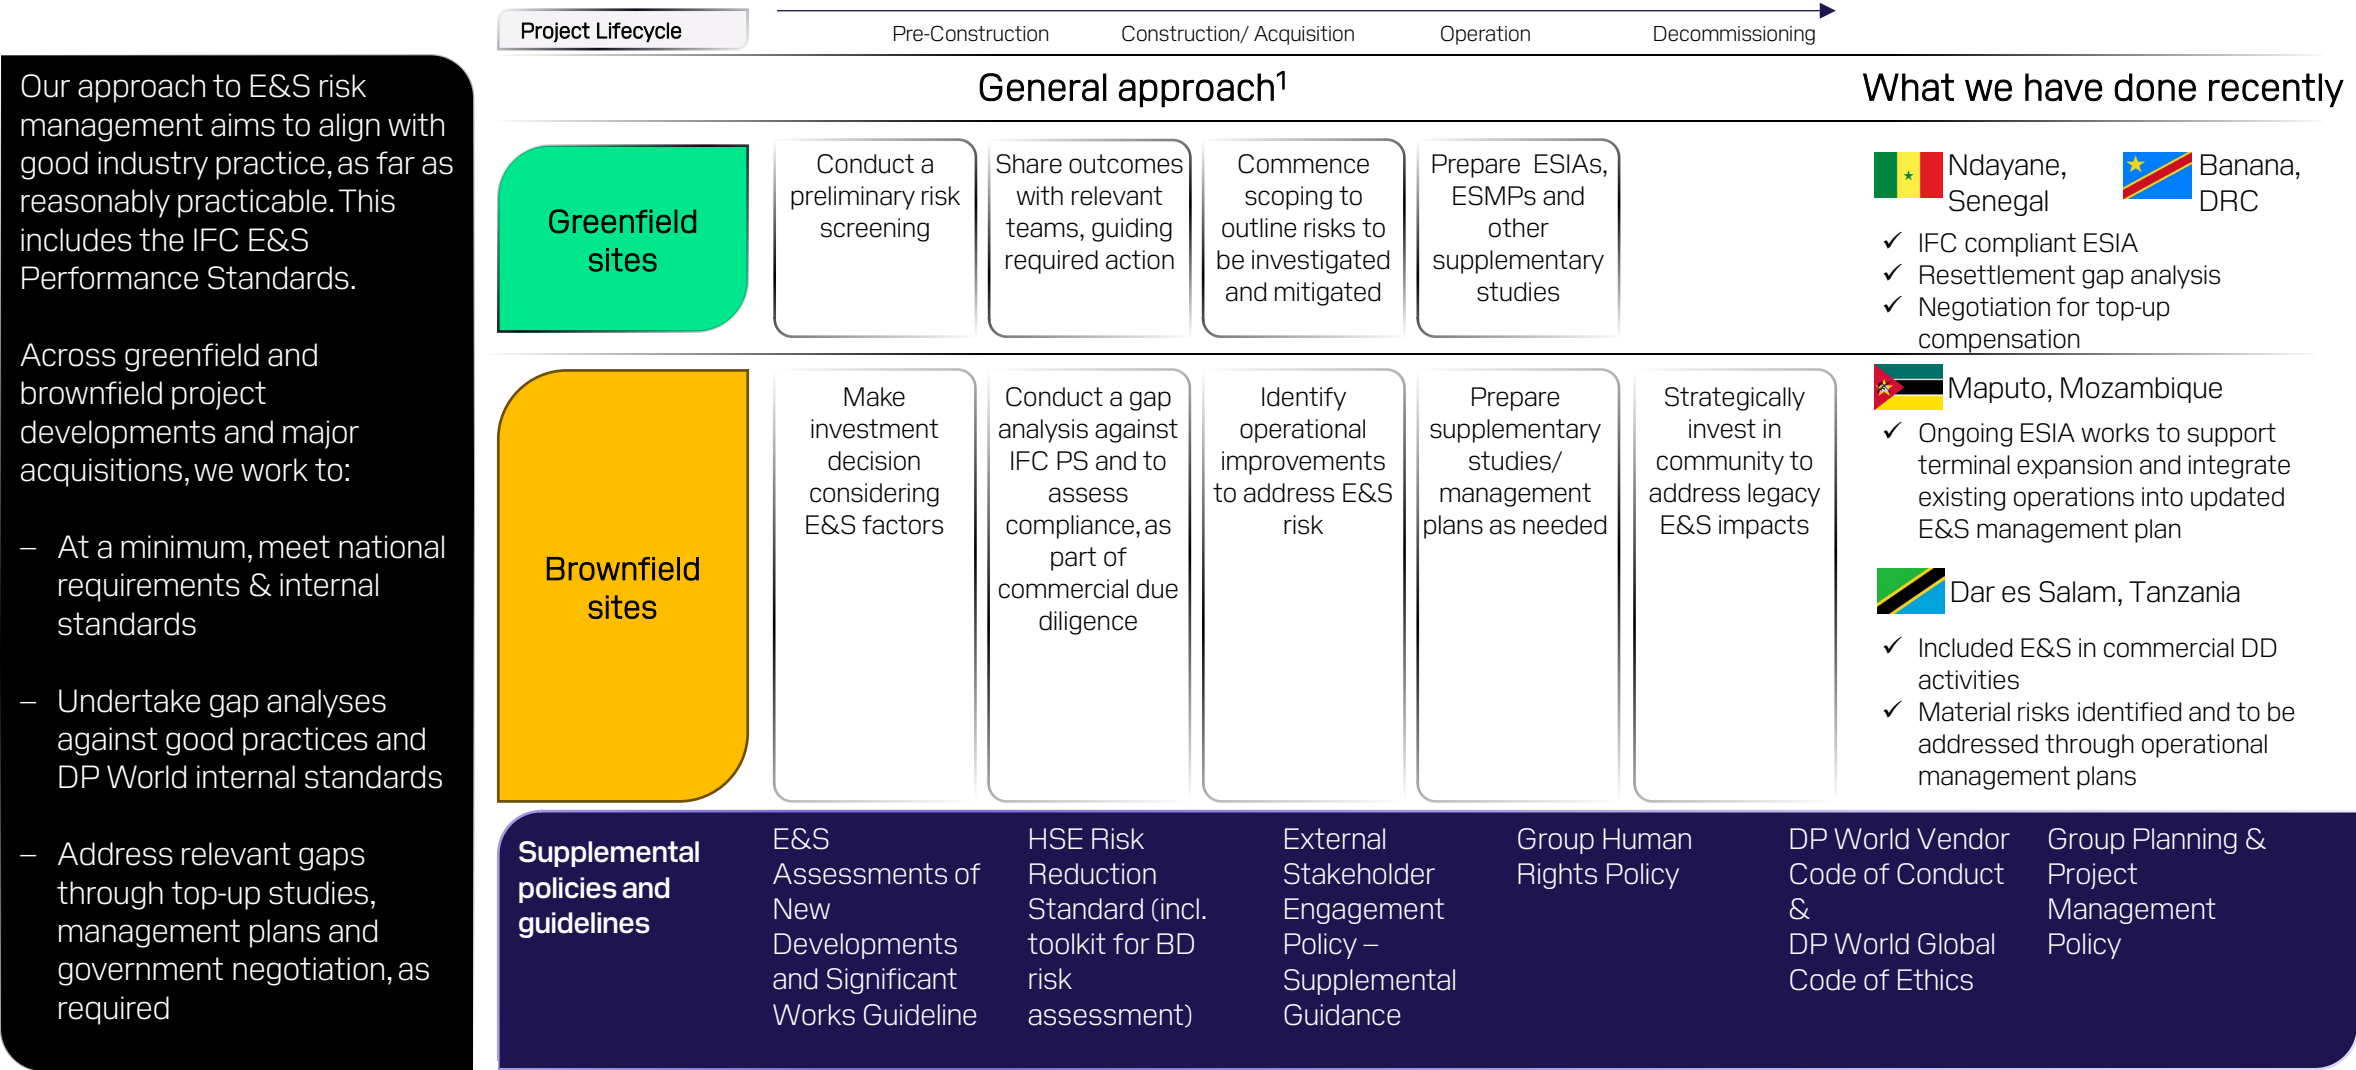 Project Lifecycle
Pre-Construction
Construction/ Acquisition
Operation
Decommissioning
Our approach to E&S risk
management aims to align with
good industry practice, as far as
reasonably practicable. This
includes the IFC E&S
Performance Standards.
Across greenfield and
brownfield project
developments and major
acquisitions, we work to:
– At a minimum, meet national
requirements & internal
standards
– Undertake gap analyses
against good practices and
DP World internal standards
– Address relevant gaps
through top-up studies,
management plans and
government negotiation, as
required
General approach¹
What we have done recently
Greenfield
sites
Conduct a
preliminary risk
screening
Share outcomes
with relevant
teams, guiding
required action
Commence
scoping to
outline risks to
be investigated
and mitigated
Prepare ESIAs,
ESMPs and
other
supplementary
studies
Ndayane,
Senegal
Banana,
DRC
✓ IFC compliant ESIA
✓ Resettlement gap analysis
✓ Negotiation for top-up
compensation
Brownfield
sites
Make
investment
decision
considering
E&S factors
Conduct a gap
analysis against
IFC PS and to
assess
compliance, as
part of
commercial due
diligence
Identify
operational
improvements
to address E&S
risk
Prepare
supplementary
studies/
management
plans as needed
Strategically
invest in
community to
address legacy
E&S impacts
Maputo, Mozambique
✓ Ongoing ESIA works to support
terminal expansion and integrate
existing operations into updated
E&S management plan
Dar es Salam, Tanzania
✓ Included E&S in commercial DD
activities
✓ Material risks identified and to be
addressed through operational
management plans
Supplemental
policies and
guidelines
E&S
Assessments of
New
Developments
and Significant
Works Guideline
HSE Risk
Reduction
Standard (incl.
toolkit for BD
risk
assessment)
External
Stakeholder
Engagement
Policy –
Supplemental
Guidance
Group Human
Rights Policy
DP World Vendor
Code of Conduct
&
DP World Global
Code of Ethics
Group Planning &
Project
Management
Policy